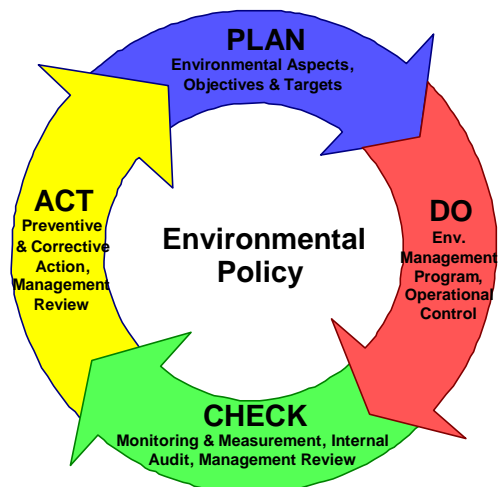 PLAN
Environmental Aspects,
Objectives & Targets
DO
Env.
Management
Program,
Operational
Control
CHECK
Monitoring & Measurement, Internal
Audit, Management Review
ACT
Preventive
& Corrective
Action,
Management
Review
Environmental
Policy